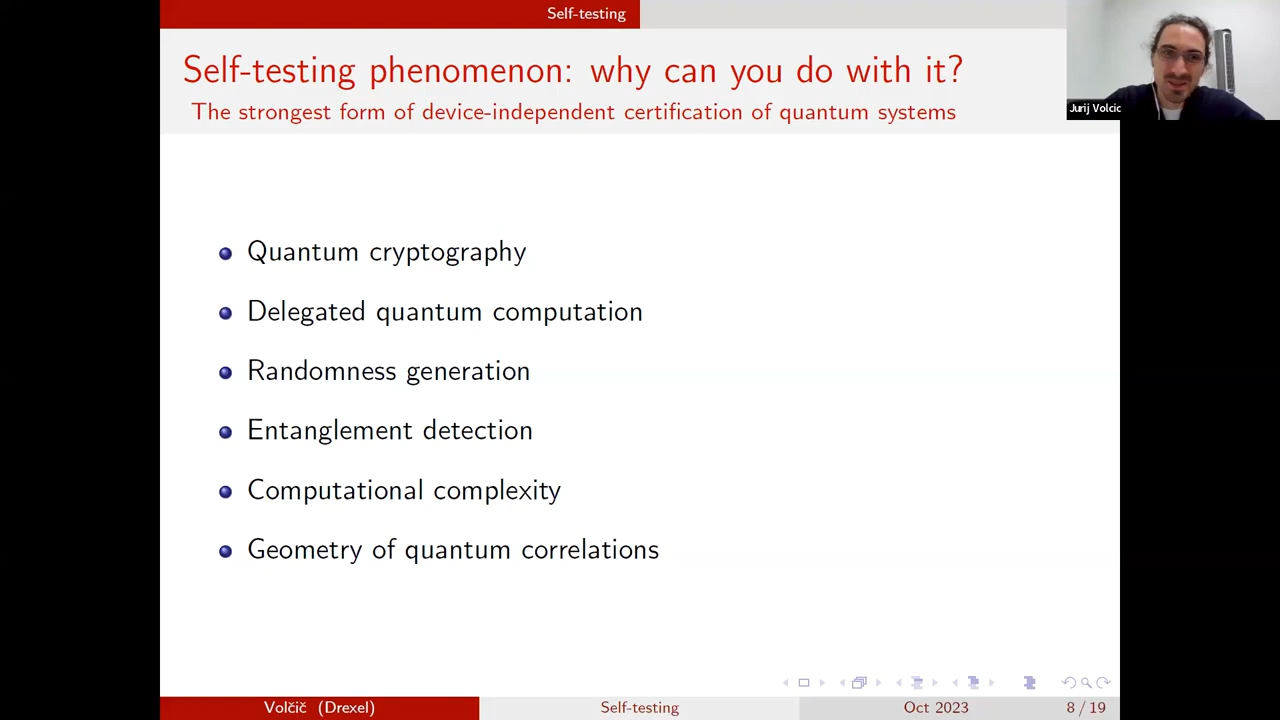 Self-testing
Self-testing phenomenon: why can you do with it?
The strongest form of device-independent certification of quantum systems
Jurij Volcic
Quantum cryptography
Delegated quantum computation
Randomness generation
Entanglement detection
Computational complexity
Geometry of quantum correlations
Volčič (Drexel)
Self-testing
Oct 2023
8 / 19